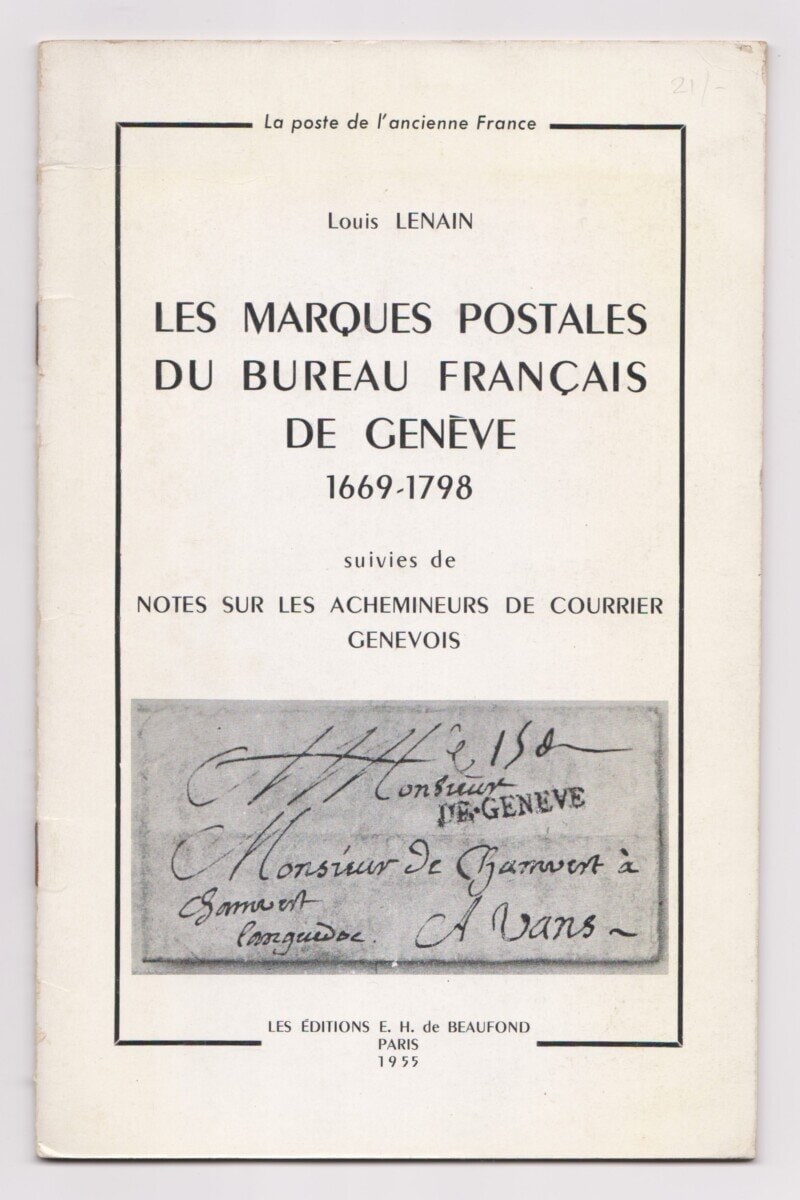 21/-
La poste de l'ancienne France
Louis LENAIN
LES MARQUES POSTALES
DU BUREAU FRANÇAIS
DE GENÈVE
1669-1798
suivies de
NOTES SUR LES ACHEMINEURS DE COURRIER
GENEVOIS
Monsieur
DE·GENEVE
Monsieur de Chamvert à
Chamvert
Languedoc.
A Vans
LES ÉDITIONS E. H. de BEAUFOND
PARIS
1955